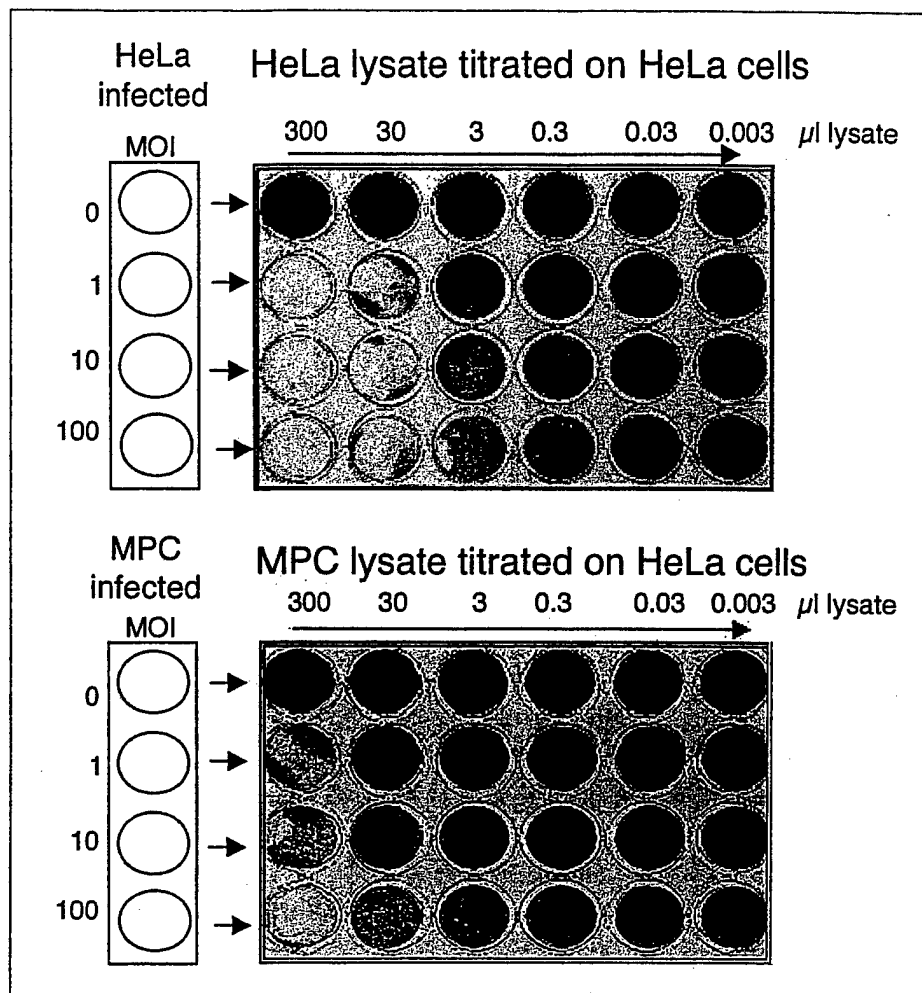 HeLa
infected
MOI
HeLa lysate titrated on HeLa cells
300 30 3 0.3 0.03 0.003 µl lysate
0
1
10
100
MPC
infected
MOI
MPC lysate titrated on HeLa cells
300 30 3 0.3 0.03 0.003 µl lysate
0
1
10
100